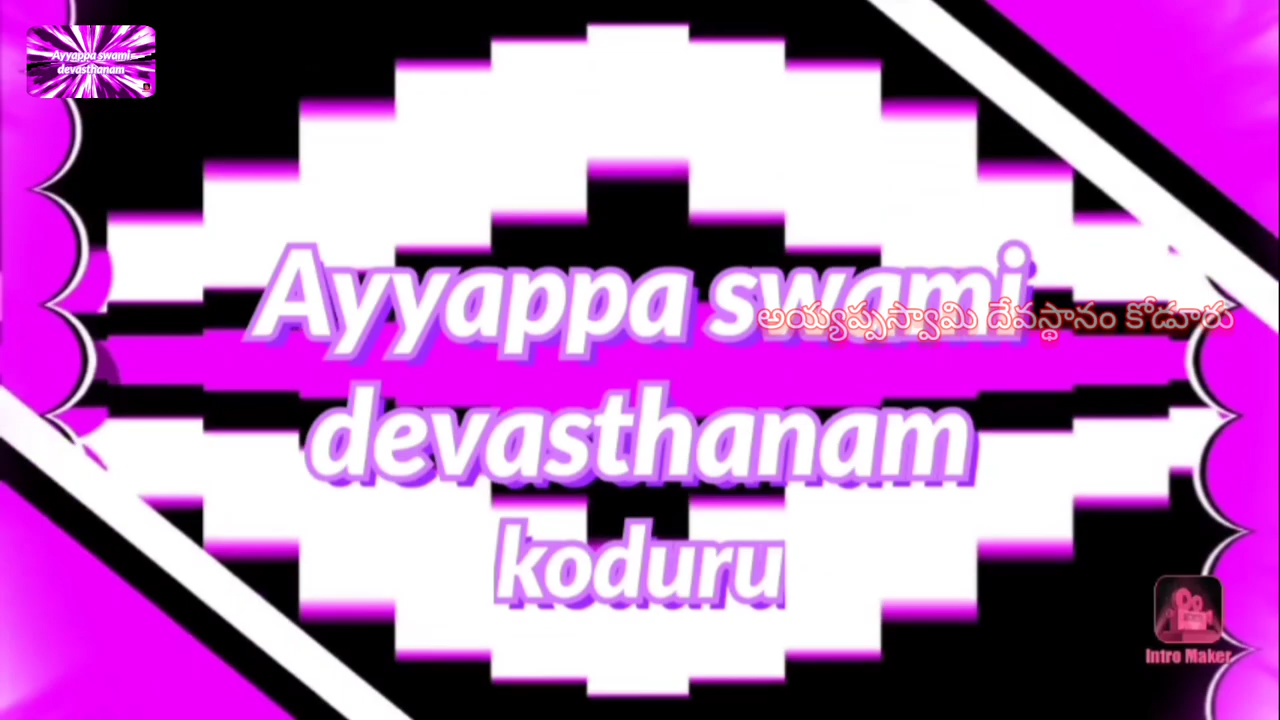 Ayyappa swami
devasthanam
Ayyappa swami
అయ్యప్పస్వామి దేవస్థానం కోడూరు
devasthanam
koduru
Intro Maker